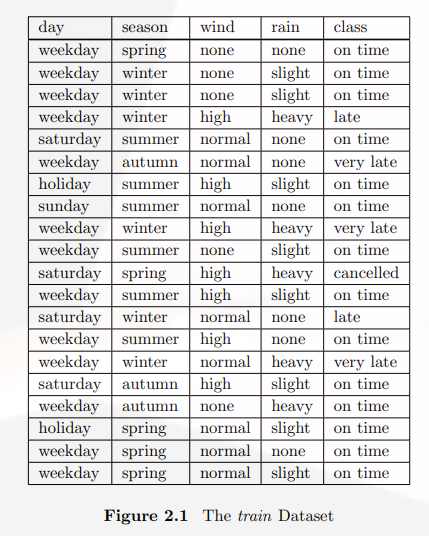 day season wind rain class
weekday spring none none on time
weekday winter none slight on time
weekday winter none slight on time
weekday winter high heavy late
saturday summer normal none on time
weekday autumn normal none very late
holiday summer high slight on time
sunday summer normal none on time
weekday winter high heavy very late
weekday summer none slight on time
saturday spring high heavy cancelled
weekday summer high slight on time
saturday winter normal none late
weekday summer high none on time
weekday winter normal heavy very late
saturday autumn high slight on time
weekday autumn none heavy on time
holiday spring normal slight on time
weekday spring normal none on time
weekday spring normal slight on time
Figure 2.1 The train Dataset